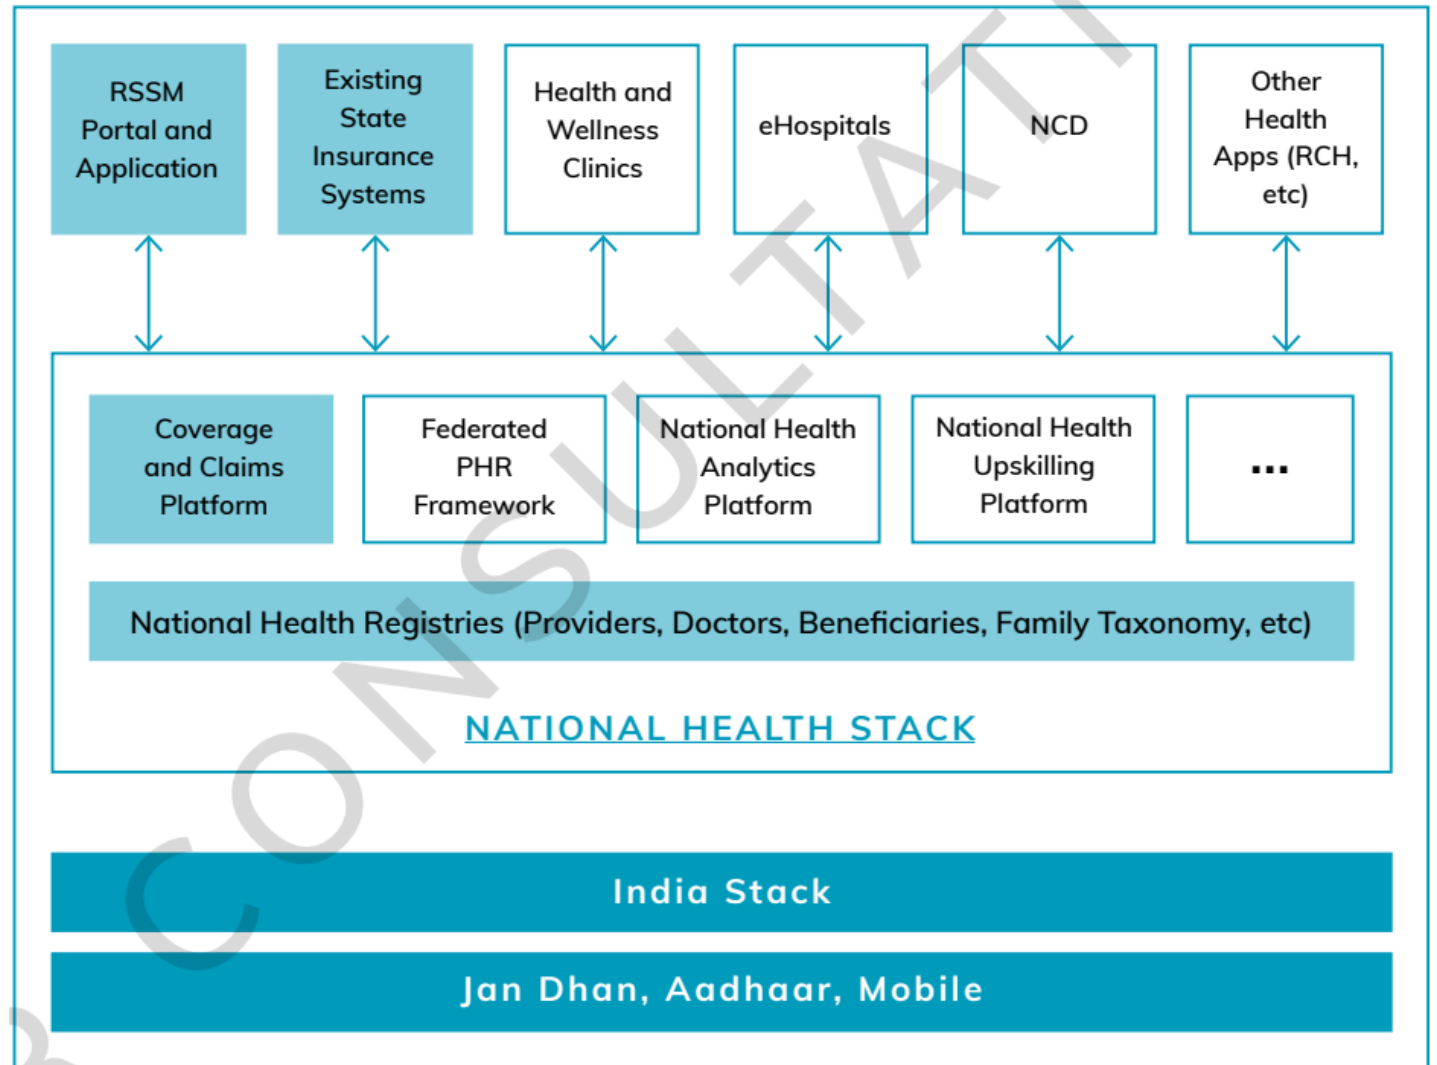 RSSM
Portal and
Application
Existing
State
Insurance
Systems
Health and
Wellness
Clinics
eHospitals
NCD
Other
Health
Apps (RCH,
etc)
Coverage
and Claims
Platform
Federated
PHR
Framework
National Health
Analytics
Platform
National Health
Upskilling
Platform
...
National Health Registries (Providers, Doctors, Beneficiaries, Family Taxonomy, etc)
NATIONAL HEALTH STACK
India Stack
Jan Dhan, Aadhaar, Mobile
CONSULTATI